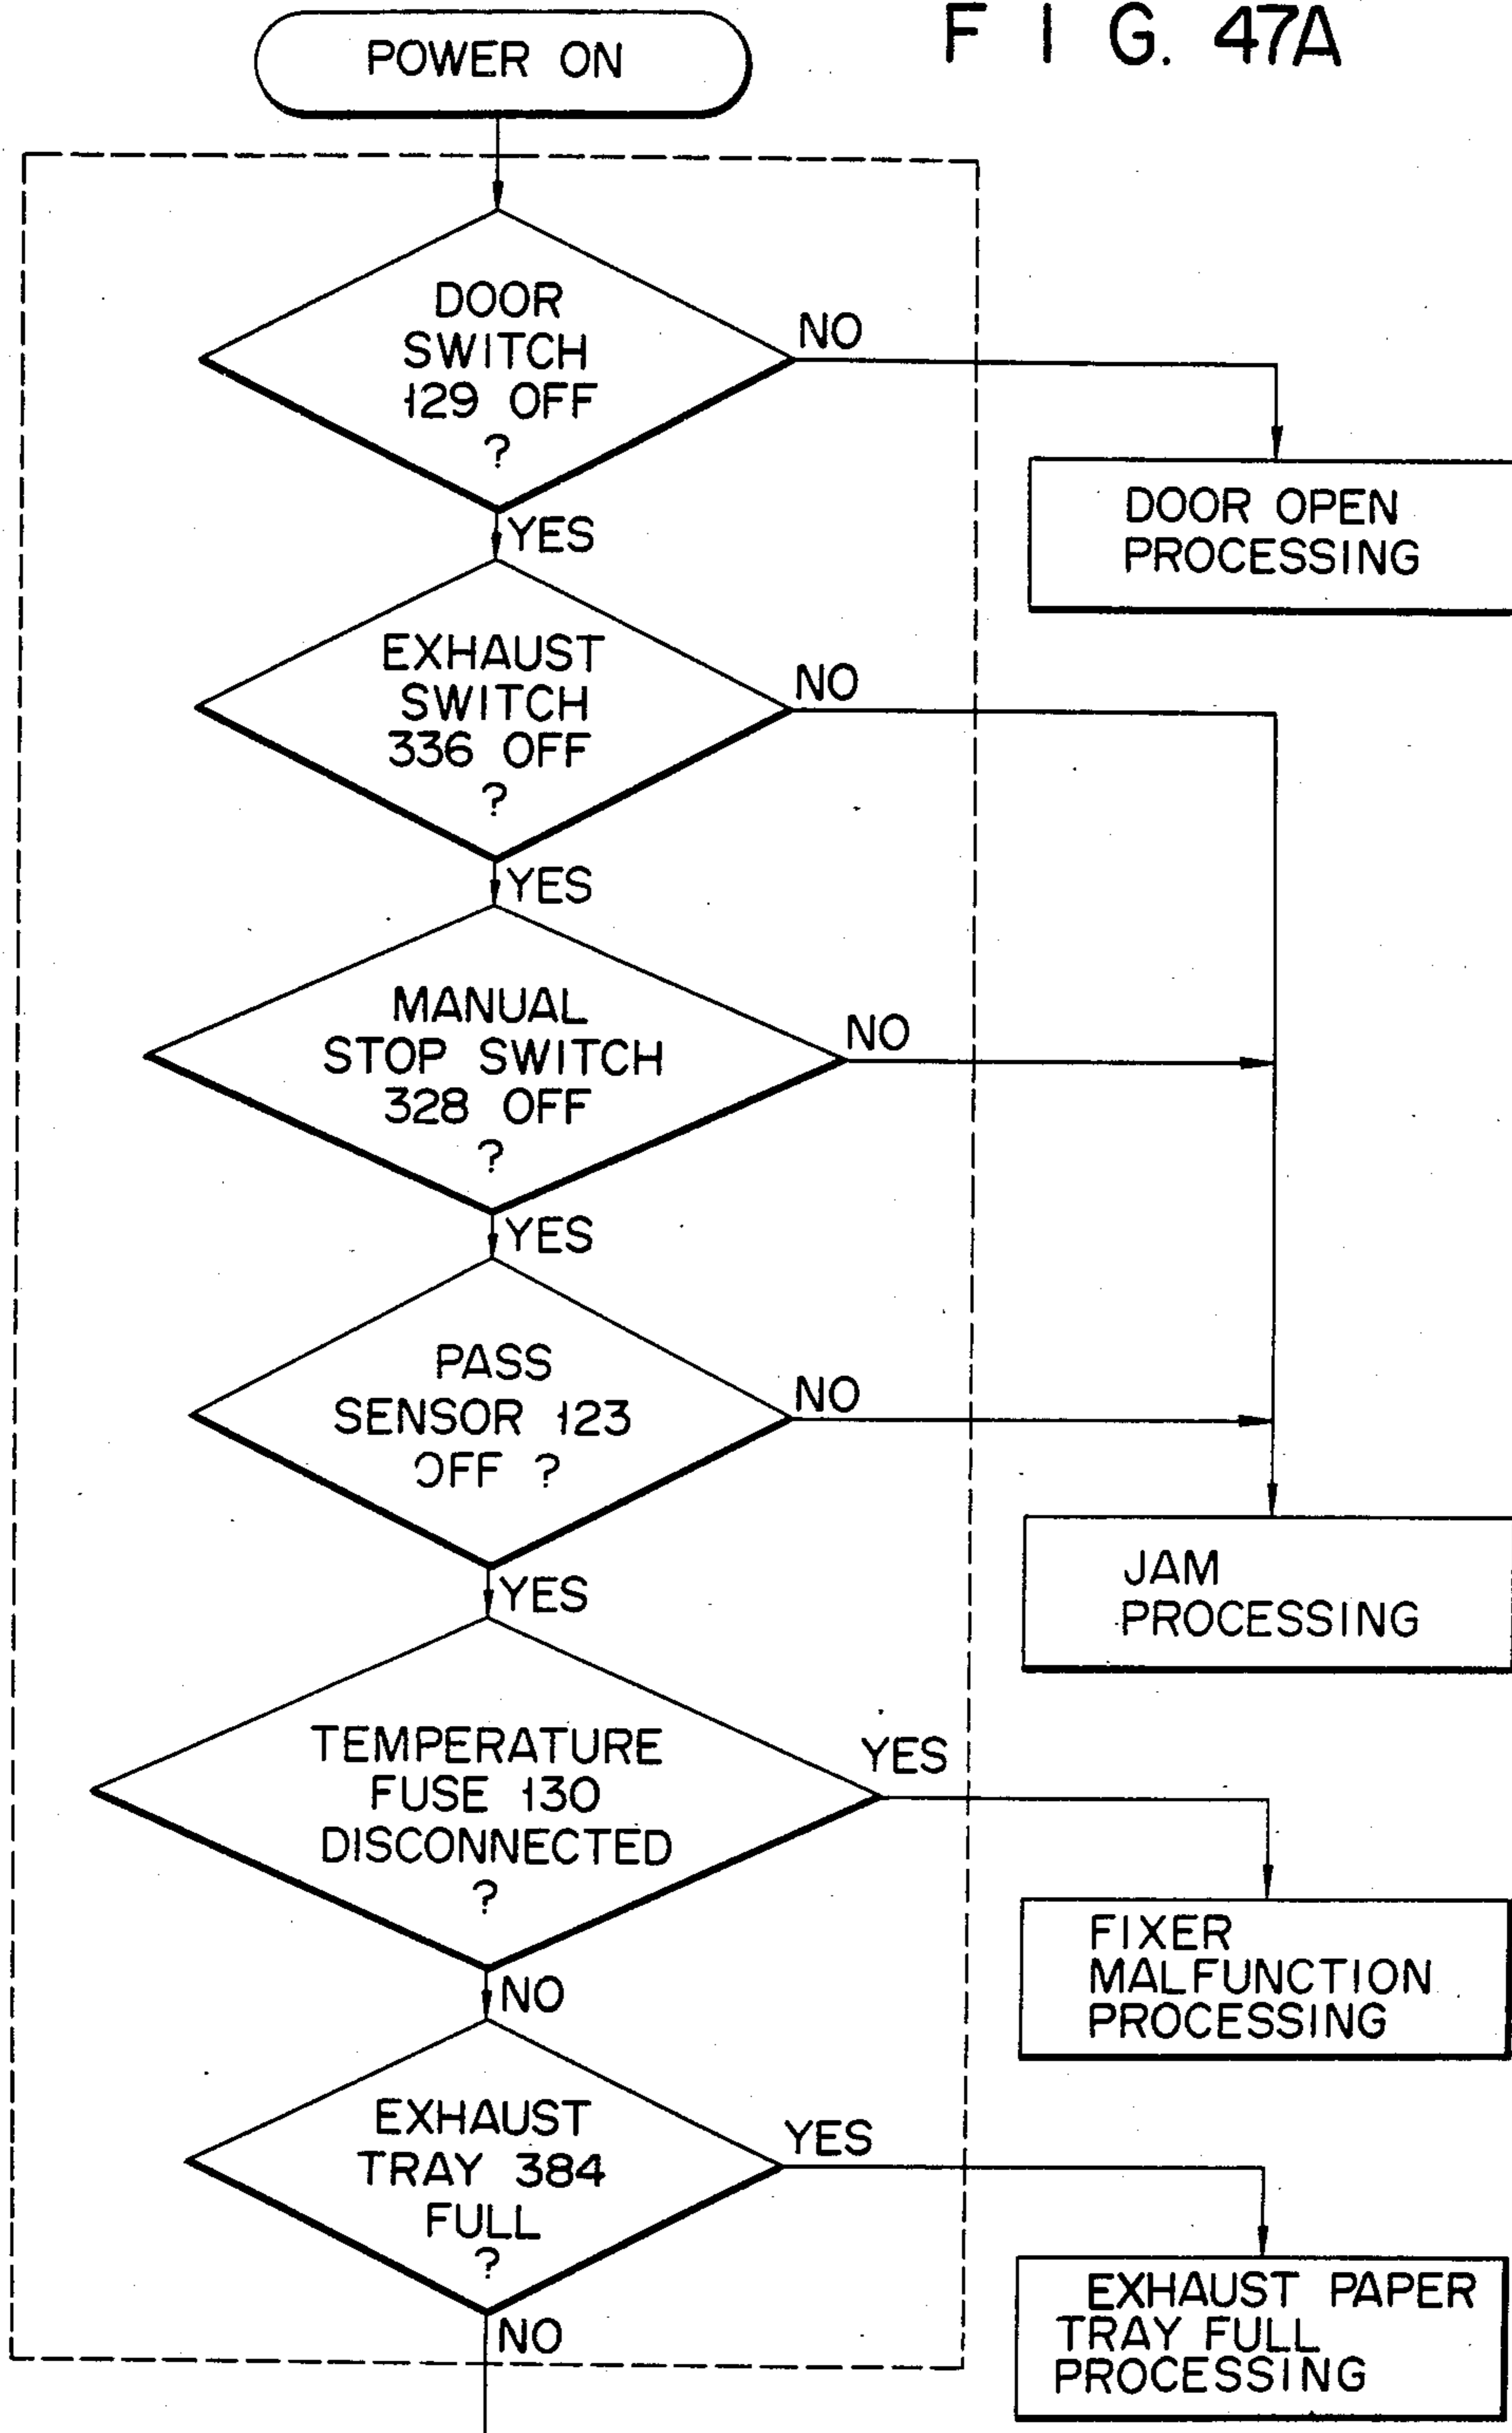 F I G. 47A
POWER ON
DOOR
SWITCH
129 OFF
?
NO
DOOR OPEN
PROCESSING
YES
EXHAUST
SWITCH
336 OFF
?
NO
YES
MANUAL
STOP SWITCH
328 OFF
?
NO
YES
PASS
SENSOR 123
OFF ?
NO
JAM
PROCESSING
YES
TEMPERATURE
FUSE 130
DISCONNECTED
?
YES
FIXER
MALFUNCTION
PROCESSING
NO
EXHAUST
TRAY 384
FULL
?
YES
EXHAUST PAPER
TRAY FULL
PROCESSING
NO